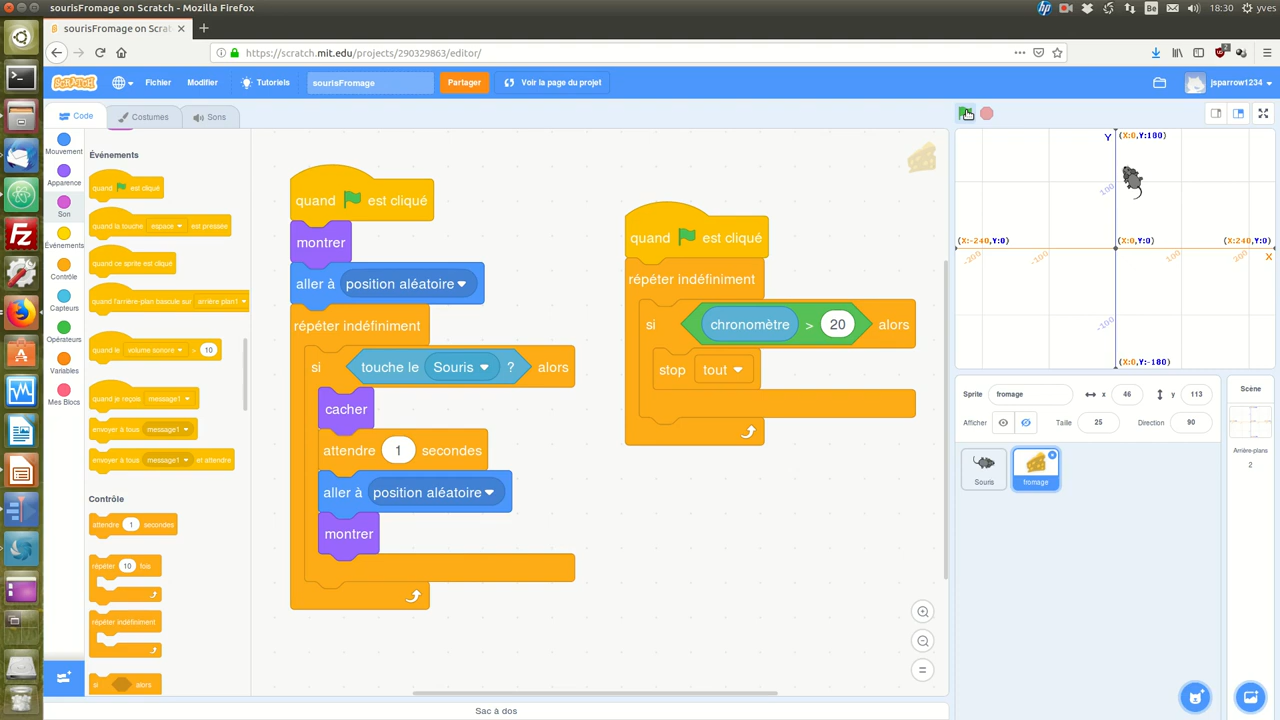 sourisFromage on Scratch - Mozilla Firefox
Be
18:30
yves
sourisFromage on Scrat
https://scratch.mit.edu/projects/290329863/editor/
SCRATCH
Fichier
Modifier
Tutoriels
sourisFromage
Partager
Voir la page du projet
jsparrow1234
Code
Costumes
Sons
Mouvement
Apparence
Son
Événements
Contrôle
Capteurs
Opérateurs
Variables
Mes Blocs
Événements
quand est cliqué
quand la touche espace est pressée
quand ce sprite est cliqué
quand l'arrière-plan bascule sur arrière plan1
quand le volume sonore > 10
quand je reçois message1
envoyer à tous message1
envoyer à tous message1 et attendre
Contrôle
attendre 1 secondes
répéter 10 fois
répéter indéfiniment
si alors
quand est cliqué
montrer
aller à position aléatoire
répéter indéfiniment
si touche le Souris ? alors
cacher
attendre 1 secondes
aller à position aléatoire
montrer
quand est cliqué
répéter indéfiniment
si chronomètre > 20 alors
stop tout
Y
(X:0,Y:180)
100
(X:-240,Y:0)
(X:0,Y:0)
(X:240,Y:0)
-200
-100
100
200
X
-100
(X:0,Y:-180)
Sprite
fromage
x
46
y
113
Afficher
Taille
25
Direction
90
Souris
fromage
Scène
Arrière-plans
2
Sac à dos